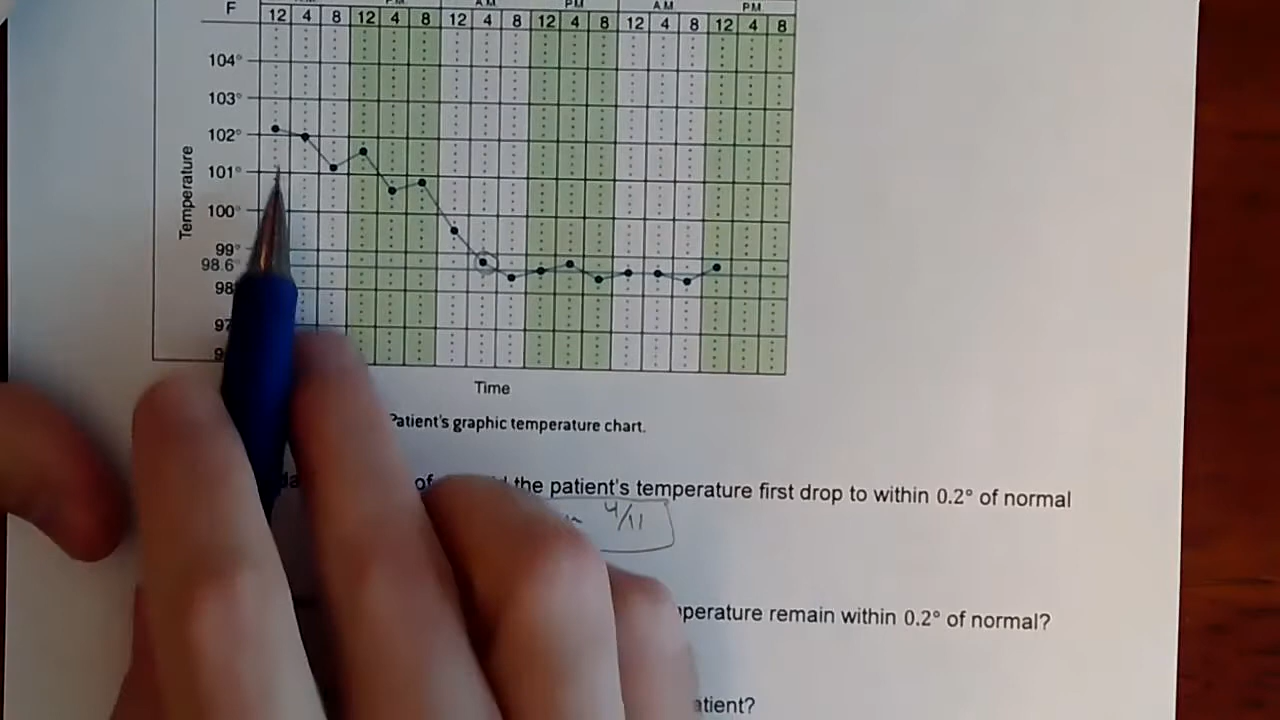 AM PM
F 12 4 8 12 4 8 12 4 8 12 4 8 12 4 8 12 4 8
104°
103°
102°
101°
100°
99°
98.6
98
97
Temperature
Time
Patient's graphic temperature chart.
of the patient's temperature first drop to within 0.2° of normal
4/11
perature remain within 0.2° of normal?
atient?